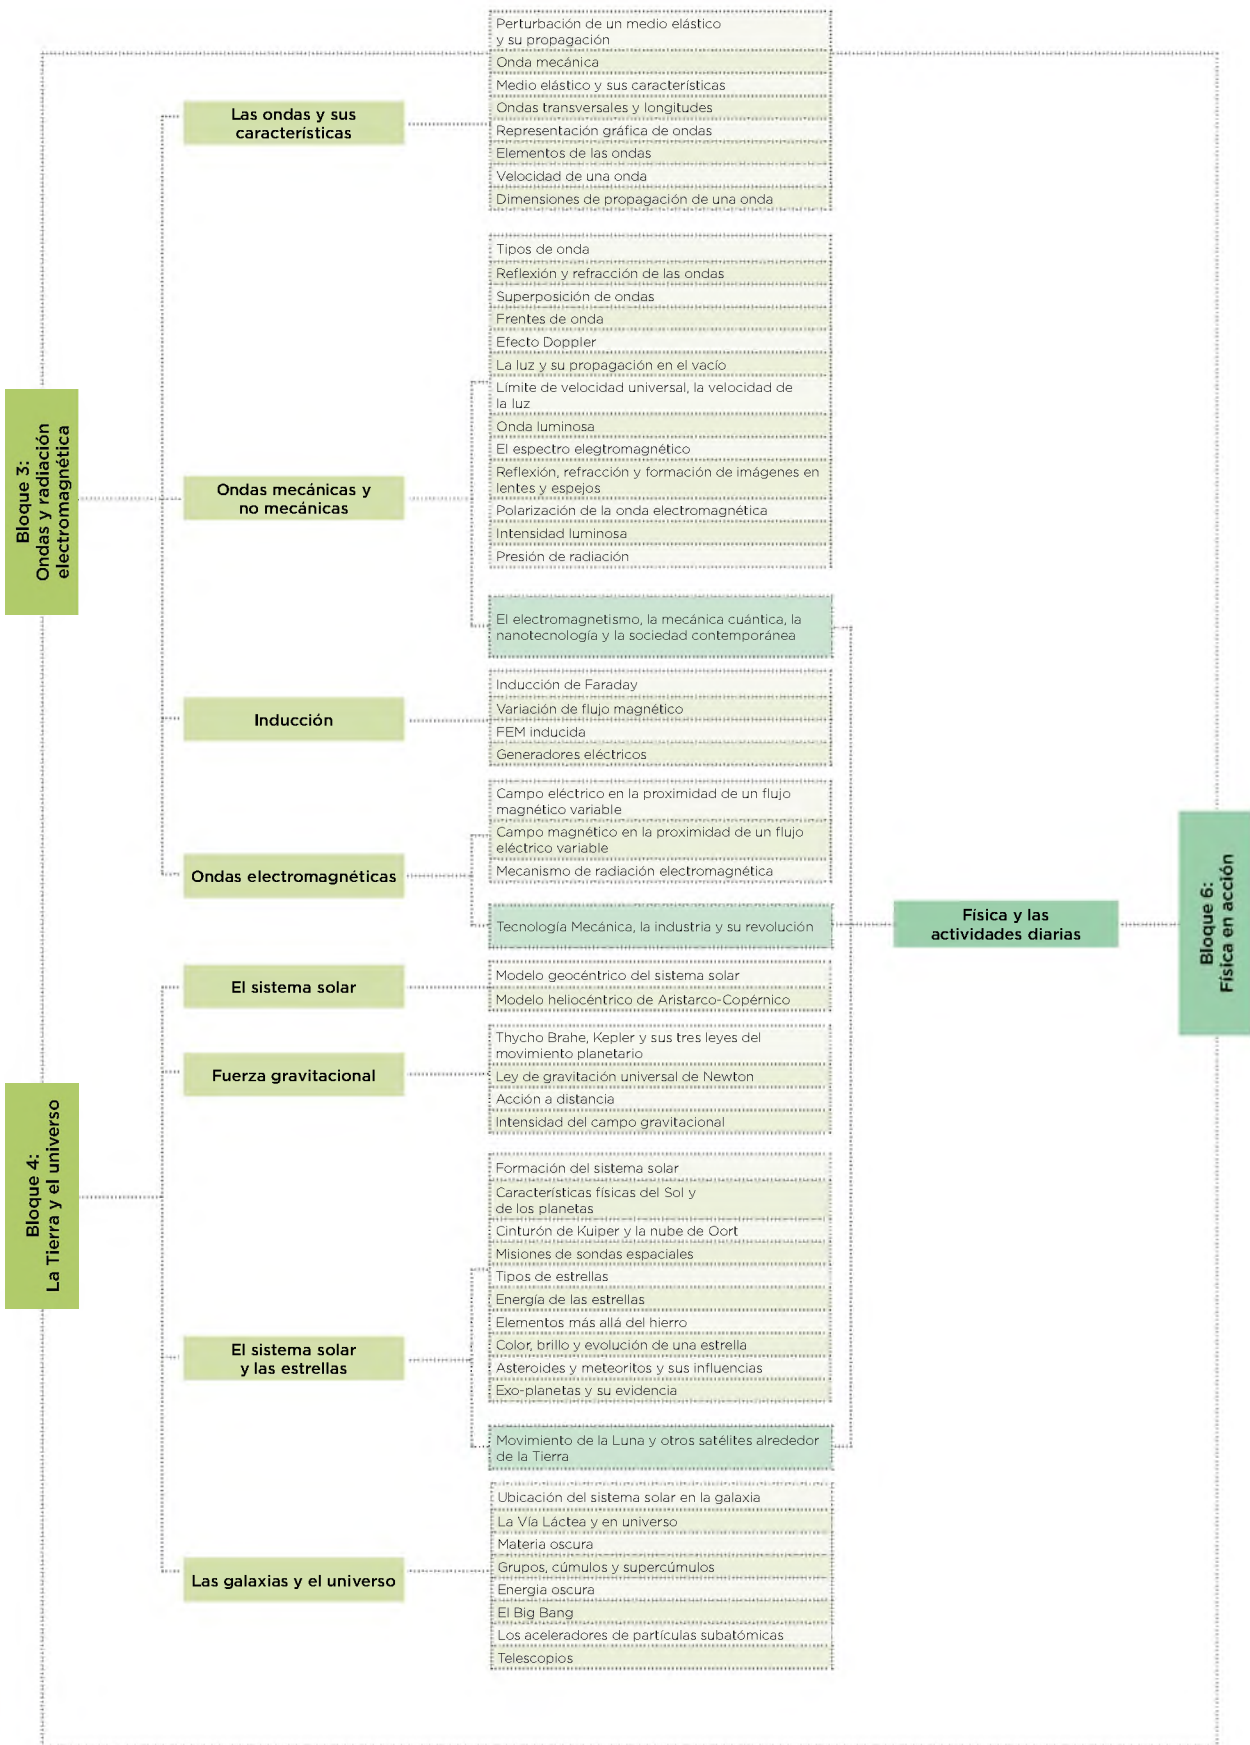 Perturbación de un medio elástico
y su propagación
Onda mecánica
Medio elástico y sus características
Ondas transversales y longitudes
Representación gráfica de ondas
Elementos de las ondas
Velocidad de una onda
Dimensiones de propagación de una onda
Las ondas y sus
características
Tipos de onda
Reflexión y refracción de las ondas
Superposición de ondas
Frentes de onda
Efecto Doppler
La luz y su propagación en el vacío
Límite de velocidad universal, la velocidad de
la luz
Onda luminosa
El espectro elegtromagnético
Reflexión, refracción y formación de imágenes en
lentes y espejos
Polarización de la onda electromagnética
Intensidad luminosa
Presión de radiación
Bloque 3:
Ondas y radiación
electromagnética
Ondas mecánicas y
no mecánicas
El electromagnetismo, la mecánica cuántica, la
nanotecnología y la sociedad contemporánea
Inducción
Inducción de Faraday
Variación de flujo magnético
FEM inducida
Generadores eléctricos
Campo eléctrico en la proximidad de un flujo
magnético variable
Campo magnético en la proximidad de un flujo
eléctrico variable
Mecanismo de radiación electromagnética
Ondas electromagnéticas
Tecnología Mecánica, la industria y su revolución
Física y las
actividades diarias
Bloque 6:
Física en acción
El sistema solar
Modelo geocéntrico del sistema solar
Modelo heliocéntrico de Aristarco-Copérnico
Fuerza gravitacional
Thycho Brahe, Kepler y sus tres leyes del
movimiento planetario
Ley de gravitación universal de Newton
Acción a distancia
Intensidad del campo gravitacional
Bloque 4:
La Tierra y el universo
Formación del sistema solar
Características físicas del Sol y
de los planetas
Cinturón de Kuiper y la nube de Oort
Misiones de sondas espaciales
Tipos de estrellas
Energía de las estrellas
Elementos más allá del hierro
Color, brillo y evolución de una estrella
Asteroides y meteoritos y sus influencias
Exo-planetas y su evidencia
El sistema solar
y las estrellas
Movimiento de la Luna y otros satélites alrededor
de la Tierra
Ubicación del sistema solar en la galaxia
La Vía Láctea y en universo
Materia oscura
Grupos, cúmulos y supercúmulos
Energia oscura
El Big Bang
Los aceleradores de partículas subatómicas
Telescopios
Las galaxias y el universo